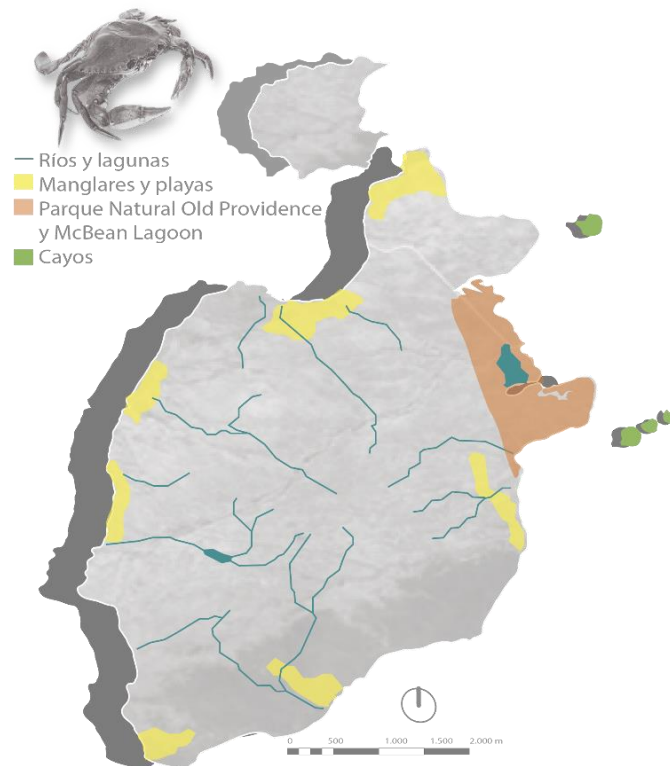 Ríos y lagunas
Manglares y playas
Parque Natural Old Providence
y McBean Lagoon
Cayos
0 500 1.000 1.500 2.000 m